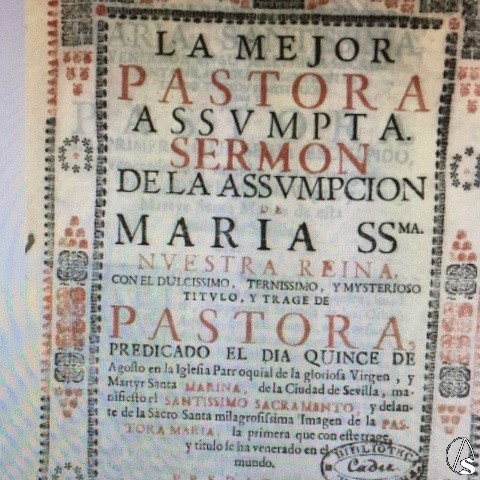 LA MEJOR
PASTORA
ASSVMPTA.
SERMON
DE LA ASSVMPCION
DE
MARIA SSMA.
NVESTRA REINA,
CON EL DULCISSIMO, TERNISSIMO, Y MYSTERIOSO
TITVLO, Y TRAGE DE
PASTORA,
PREDICADO EL DIA QUINCE DE
Agosto en la Iglesia Parroquial de la gloriosa Virgen, y
Martyr Santa MARINA, de la Ciudad de Sevilla, ma-
nifiesto el SANTISSIMO SACRAMENTO, y delan-
te de la Sacro Santa milagrosissima Imagen de la PAS-
TORA MARIA, la primera que con este trage,
y titulo se ha venerado en el
mundo.
BIBLIOTEC
Cadiz